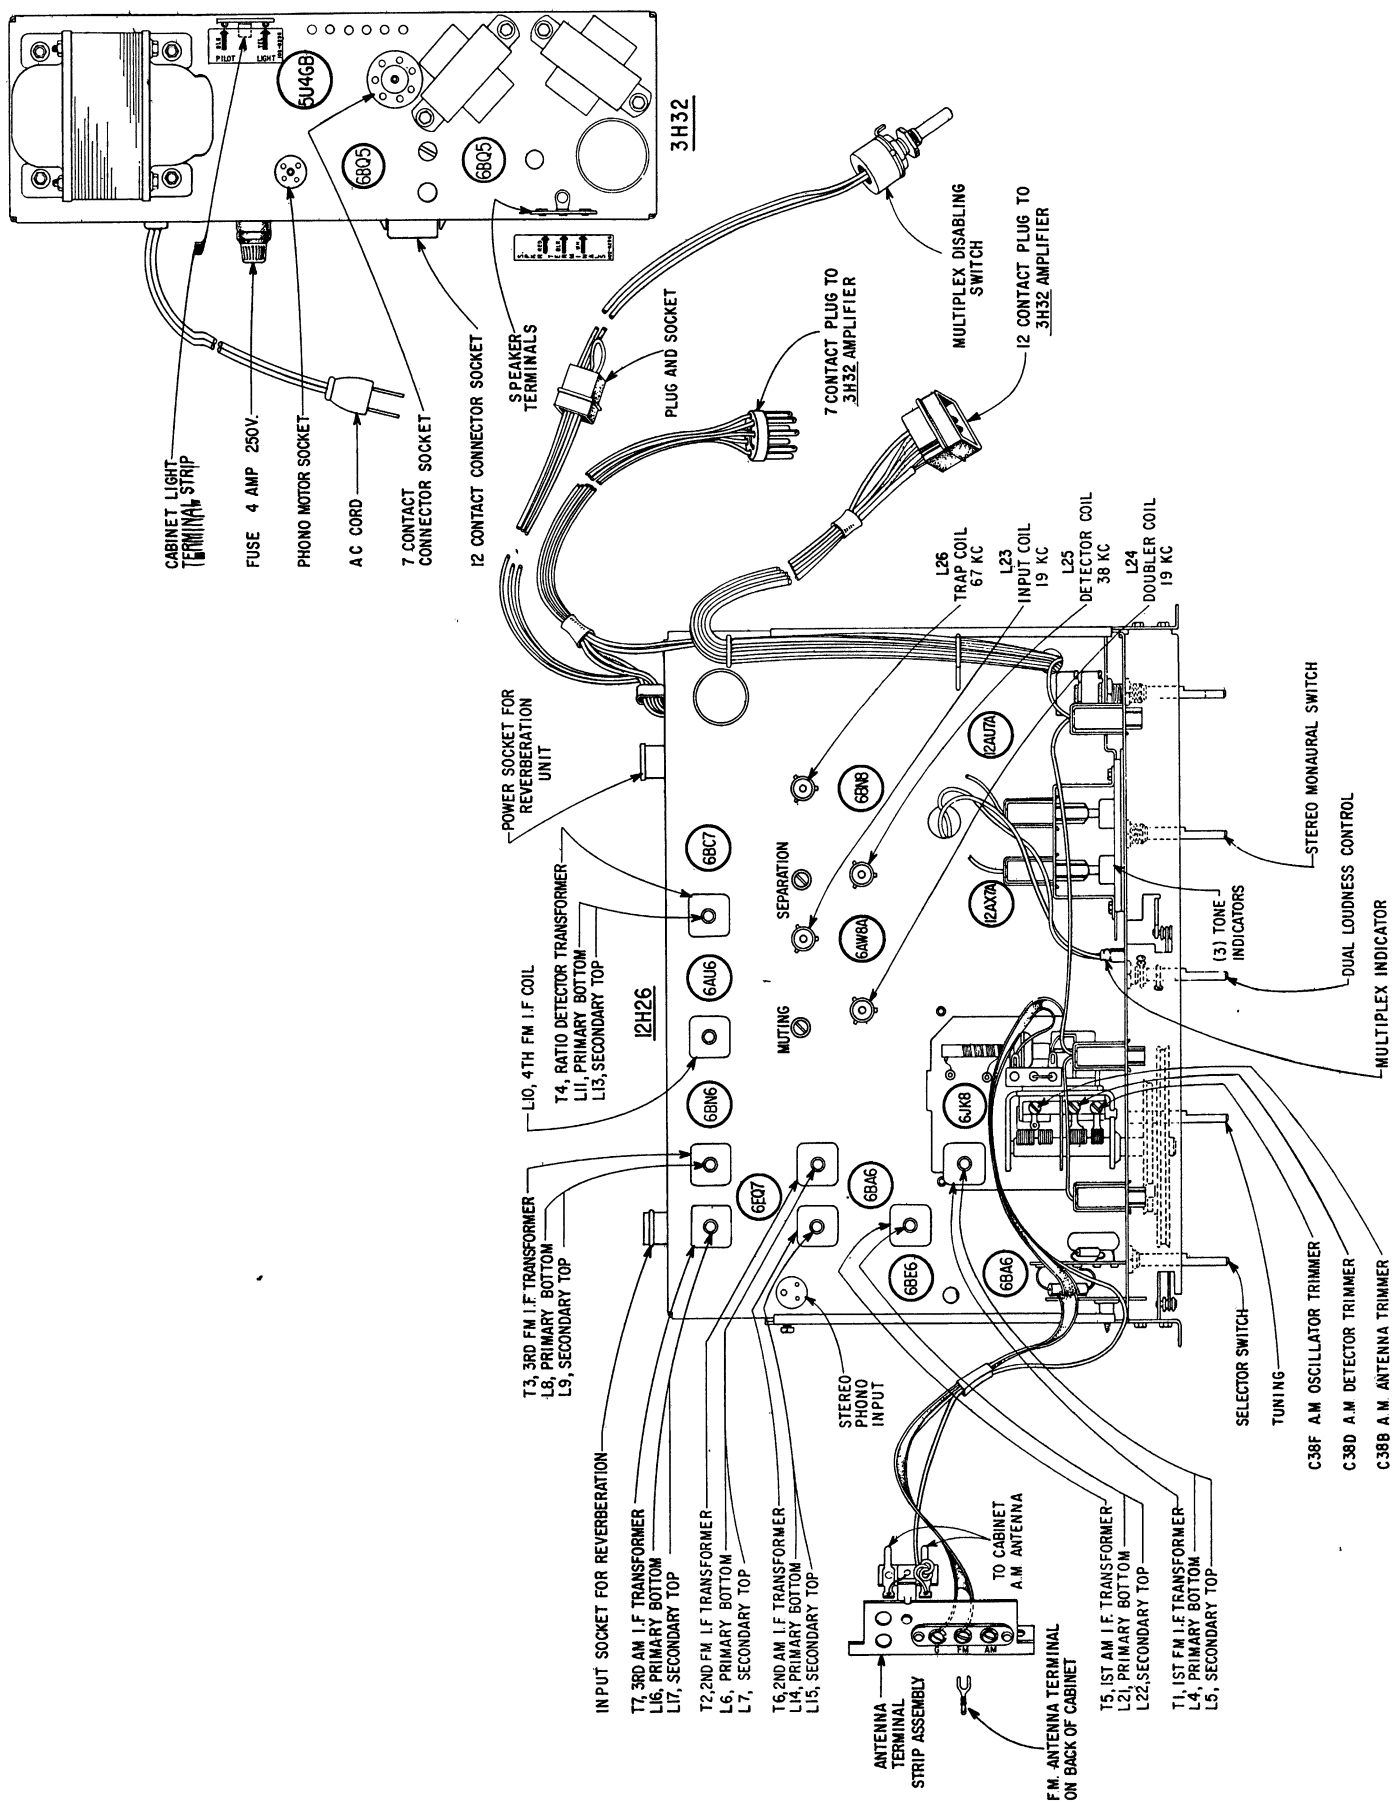 3H32
PILOT LIGHT
BLK
YEL
5U4GB
6BQ5
6BQ5
CABINET LIGHT
TERMINAL STRIP
FUSE 4 AMP 250V.
PHONO MOTOR SOCKET
AC CORD
7 CONTACT
CONNECTOR SOCKET
12 CONTACT CONNECTOR SOCKET
SPEAKER
TERMINALS
PLUG AND SOCKET
7 CONTACT PLUG TO
3H32 AMPLIFIER
MULTIPLEX DISABLING
SWITCH
12 CONTACT PLUG TO
3H32 AMPLIFIER
L26
TRAP COIL
67 KC
L23
INPUT COIL
19 KC
L25
DETECTOR COIL
38 KC
L24
DOUBLER COIL
19 KC
POWER SOCKET FOR
REVERBERATION
UNIT
L10, 4TH FM I.F COIL
T4, RATIO DETECTOR TRANSFORMER
L11, PRIMARY BOTTOM
L13, SECONDARY TOP
12H26
T3, 3RD FM I.F. TRANSFORMER
L8, PRIMARY BOTTOM
L9, SECONDARY TOP
6BC7
6AU6
6BN6
6EQ7
SEPARATION
MUTING
6BN8
6AW8A
6BA6
12AU7A
12AX7A
6JK8
6BE6
6BA6
STEREO
PHONO
INPUT
INPUT SOCKET FOR REVERBERATION
T7, 3RD AM I.F TRANSFORMER
L16, PRIMARY BOTTOM
L17, SECONDARY TOP
T2, 2ND FM I.F TRANSFORMER
L6, PRIMARY BOTTOM
L7, SECONDARY TOP
T6, 2ND AM I.F TRANSFORMER
L14, PRIMARY BOTTOM
L15, SECONDARY TOP
TO CABINET
A.M ANTENNA
G FM AM
ANTENNA
TERMINAL
STRIP ASSEMBLY
F.M. ANTENNA TERMINAL
ON BACK OF CABINET
T5, 1ST AM I.F. TRANSFORMER
L21, PRIMARY BOTTOM
L22, SECONDARY TOP
T1, 1ST FM I.F. TRANSFORMER
L4, PRIMARY BOTTOM
L5, SECONDARY TOP
SELECTOR SWITCH
TUNING
C38F A.M OSCILLATOR TRIMMER
C38D A.M DETECTOR TRIMMER
C38B A.M. ANTENNA TRIMMER
MULTIPLEX INDICATOR
DUAL LOUDNESS CONTROL
(3) TONE
INDICATORS
STEREO MONAURAL SWITCH